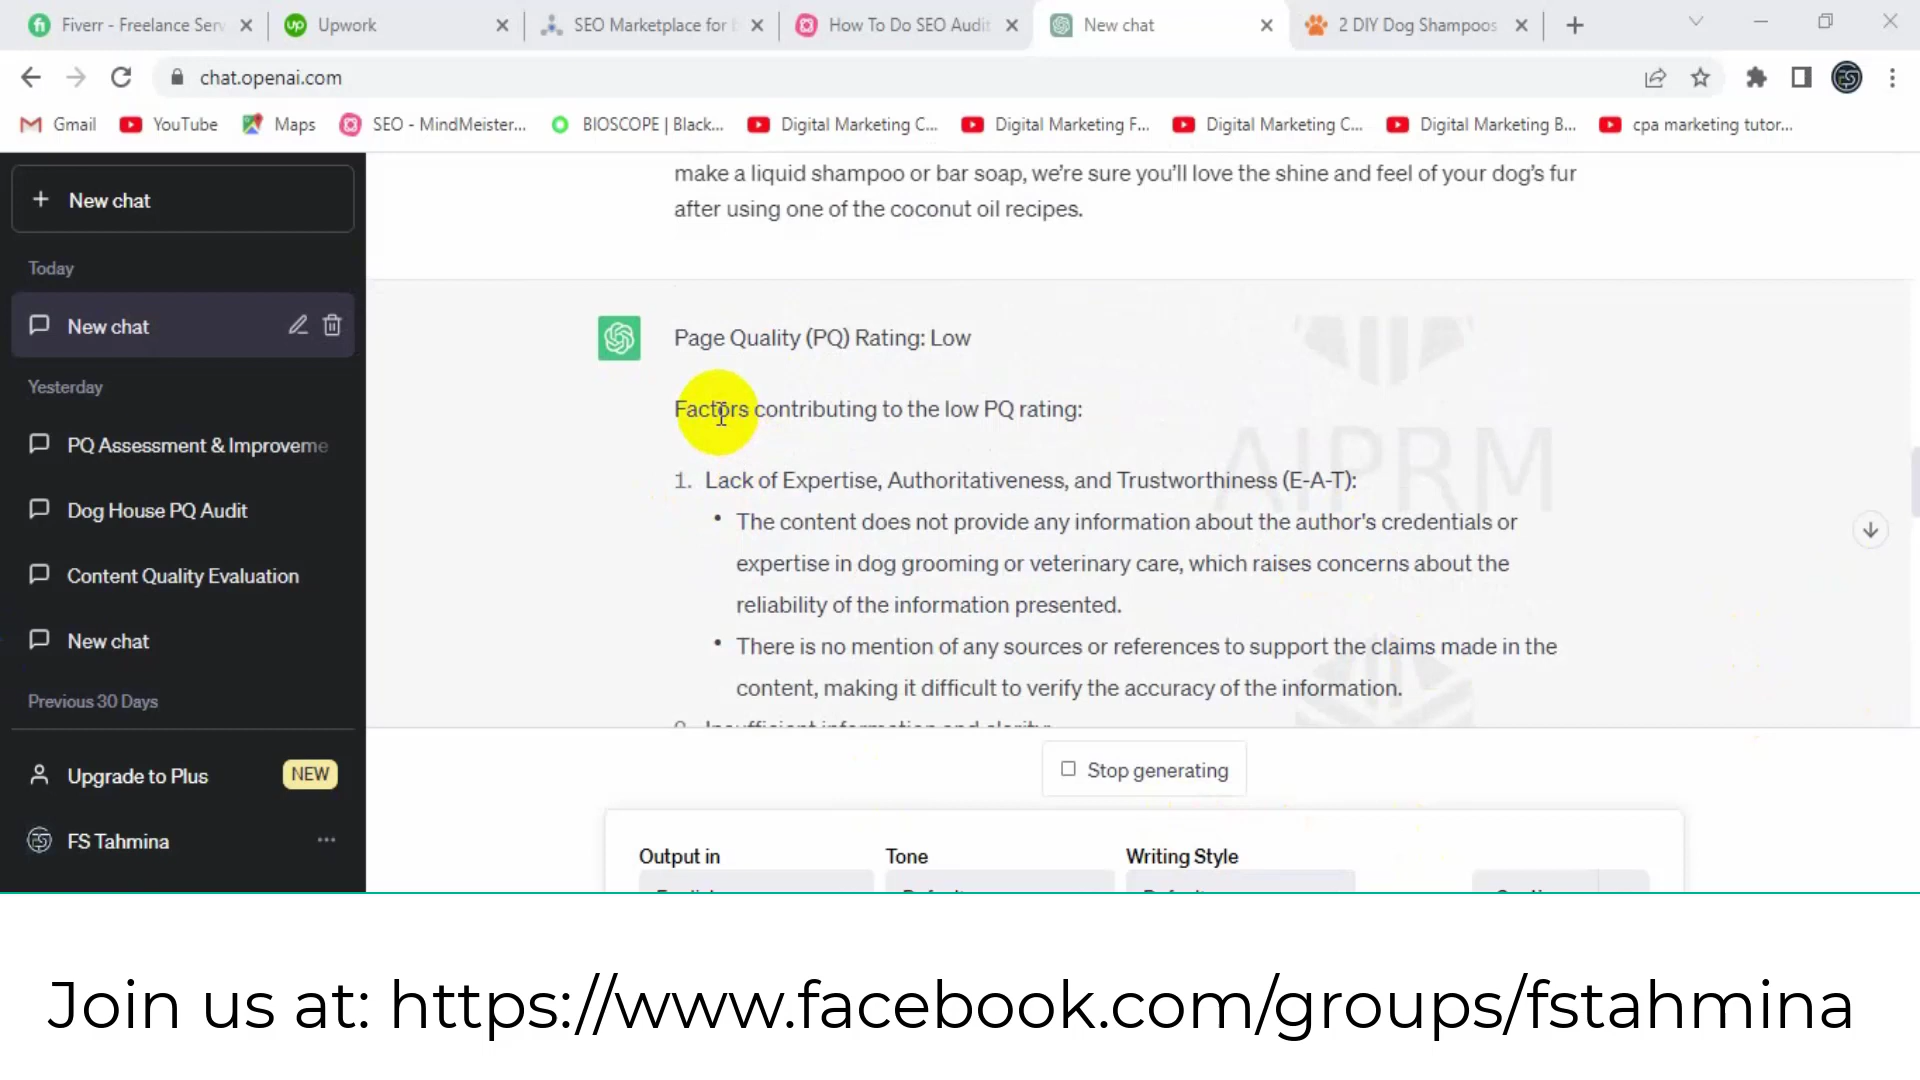 Fiverr - Freelance Serv
Upwork
SEO Marketplace for b
How To Do SEO Audit
New chat
2 DIY Dog Shampoos
chat.openai.com
Gmail
YouTube
Maps
SEO - MindMeister...
BIOSCOPE | Black...
Digital Marketing C...
Digital Marketing F...
Digital Marketing C...
Digital Marketing B...
cpa marketing tutor...
+ New chat
Today
New chat
Yesterday
PQ Assessment & Improveme
Dog House PQ Audit
Content Quality Evaluation
New chat
Previous 30 Days
Upgrade to Plus NEW
FS Tahmina
make a liquid shampoo or bar soap, we’re sure you’ll love the shine and feel of your dog’s fur
after using one of the coconut oil recipes.
Page Quality (PQ) Rating: Low
Factors contributing to the low PQ rating:
1. Lack of Expertise, Authoritativeness, and Trustworthiness (E-A-T):
• The content does not provide any information about the author's credentials or
expertise in dog grooming or veterinary care, which raises concerns about the
reliability of the information presented.
• There is no mention of any sources or references to support the claims made in the
content, making it difficult to verify the accuracy of the information.
Insufficient information and clarity:
AIPRM
Stop generating
Output in
Tone
Writing Style
Join us at: https://www.facebook.com/groups/fstahmina